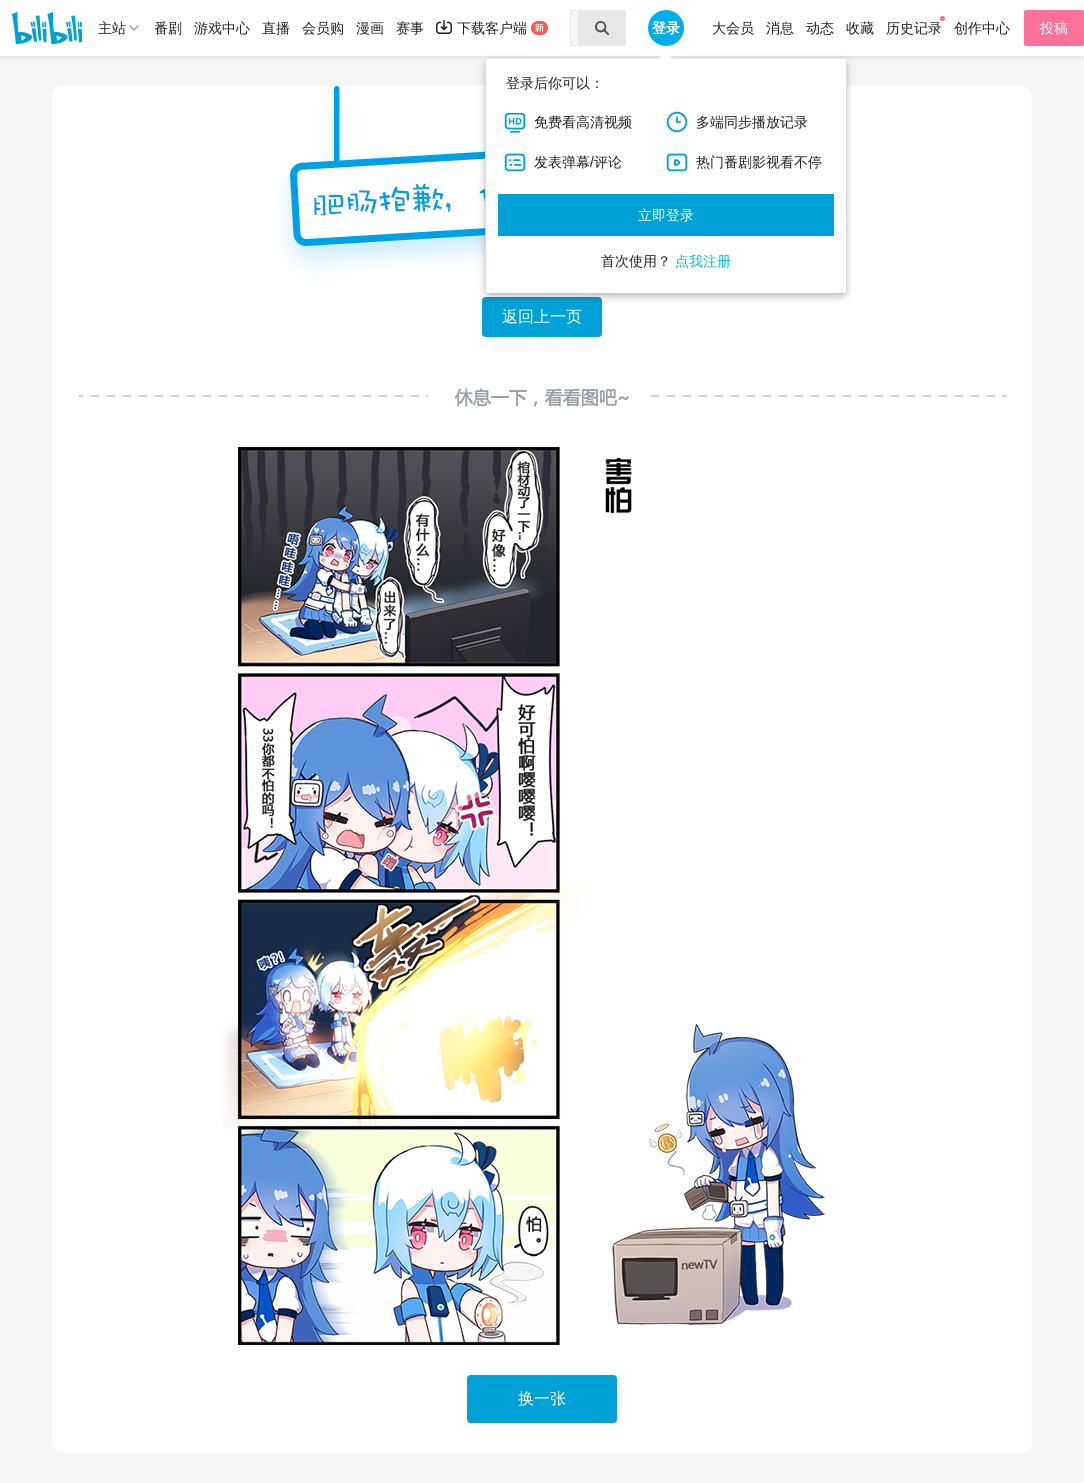 bilibili 主站 番剧 游戏中心 直播 会员购 漫画 赛事 下载客户端 新 登录 大会员 消息 动态 收藏 历史记录 创作中心 投稿
登录后你可以：
HD 免费看高清视频 多端同步播放记录
发表弹幕/评论 热门番剧影视看不停
立即登录
首次使用？ 点我注册
肥肠抱歉，
返回上一页
休息一下，看看图吧~
害怕
棺材动了一下…
好像…
有什么…
出来了…
唔哇哇哇……
好可怕啊嘤嘤嘤！
33你都不怕的吗！
蹭
轰
咦?!
怕。
newTV
换一张